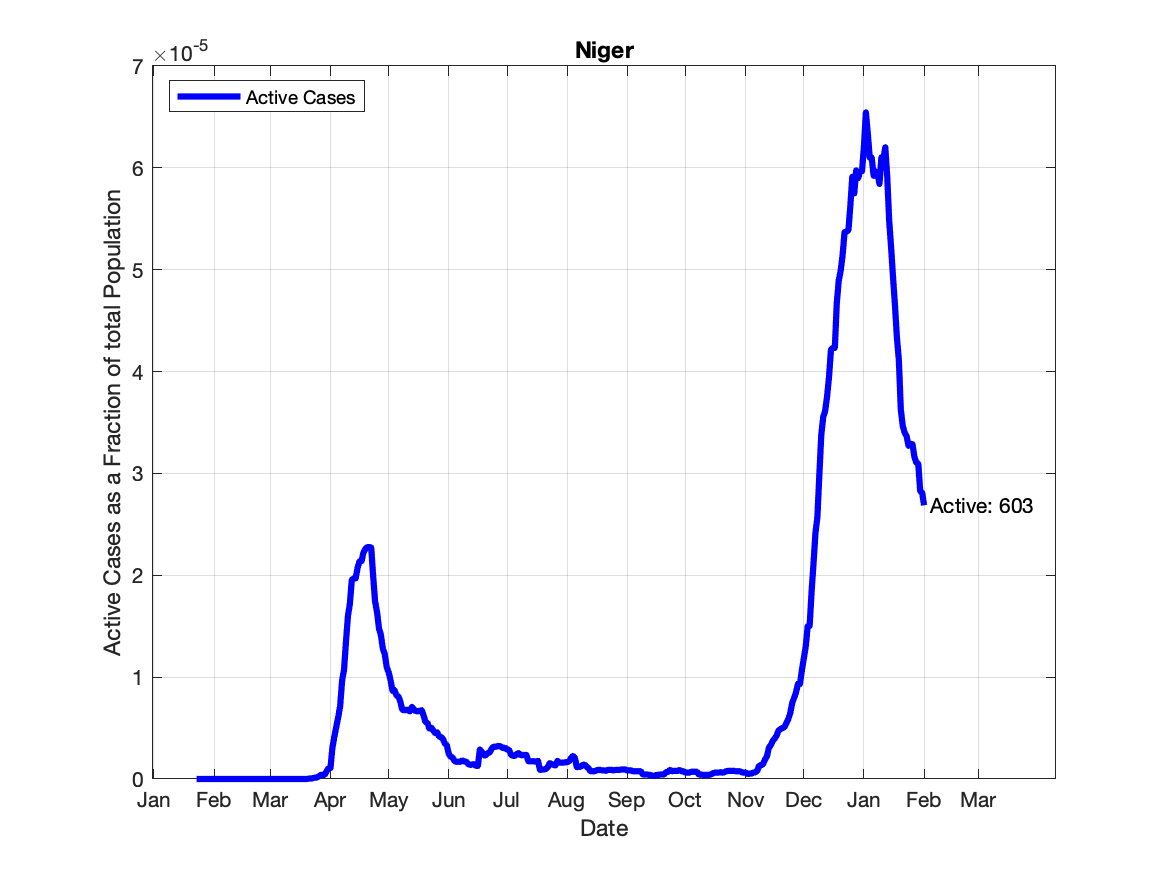 Niger
×10-5
7
Active Cases
6
5
4
3
2
1
0
Active Cases as a Fraction of total Population
Active: 603
Jan Feb Mar Apr May Jun Jul Aug Sep Oct Nov Dec Jan Feb Mar
Date